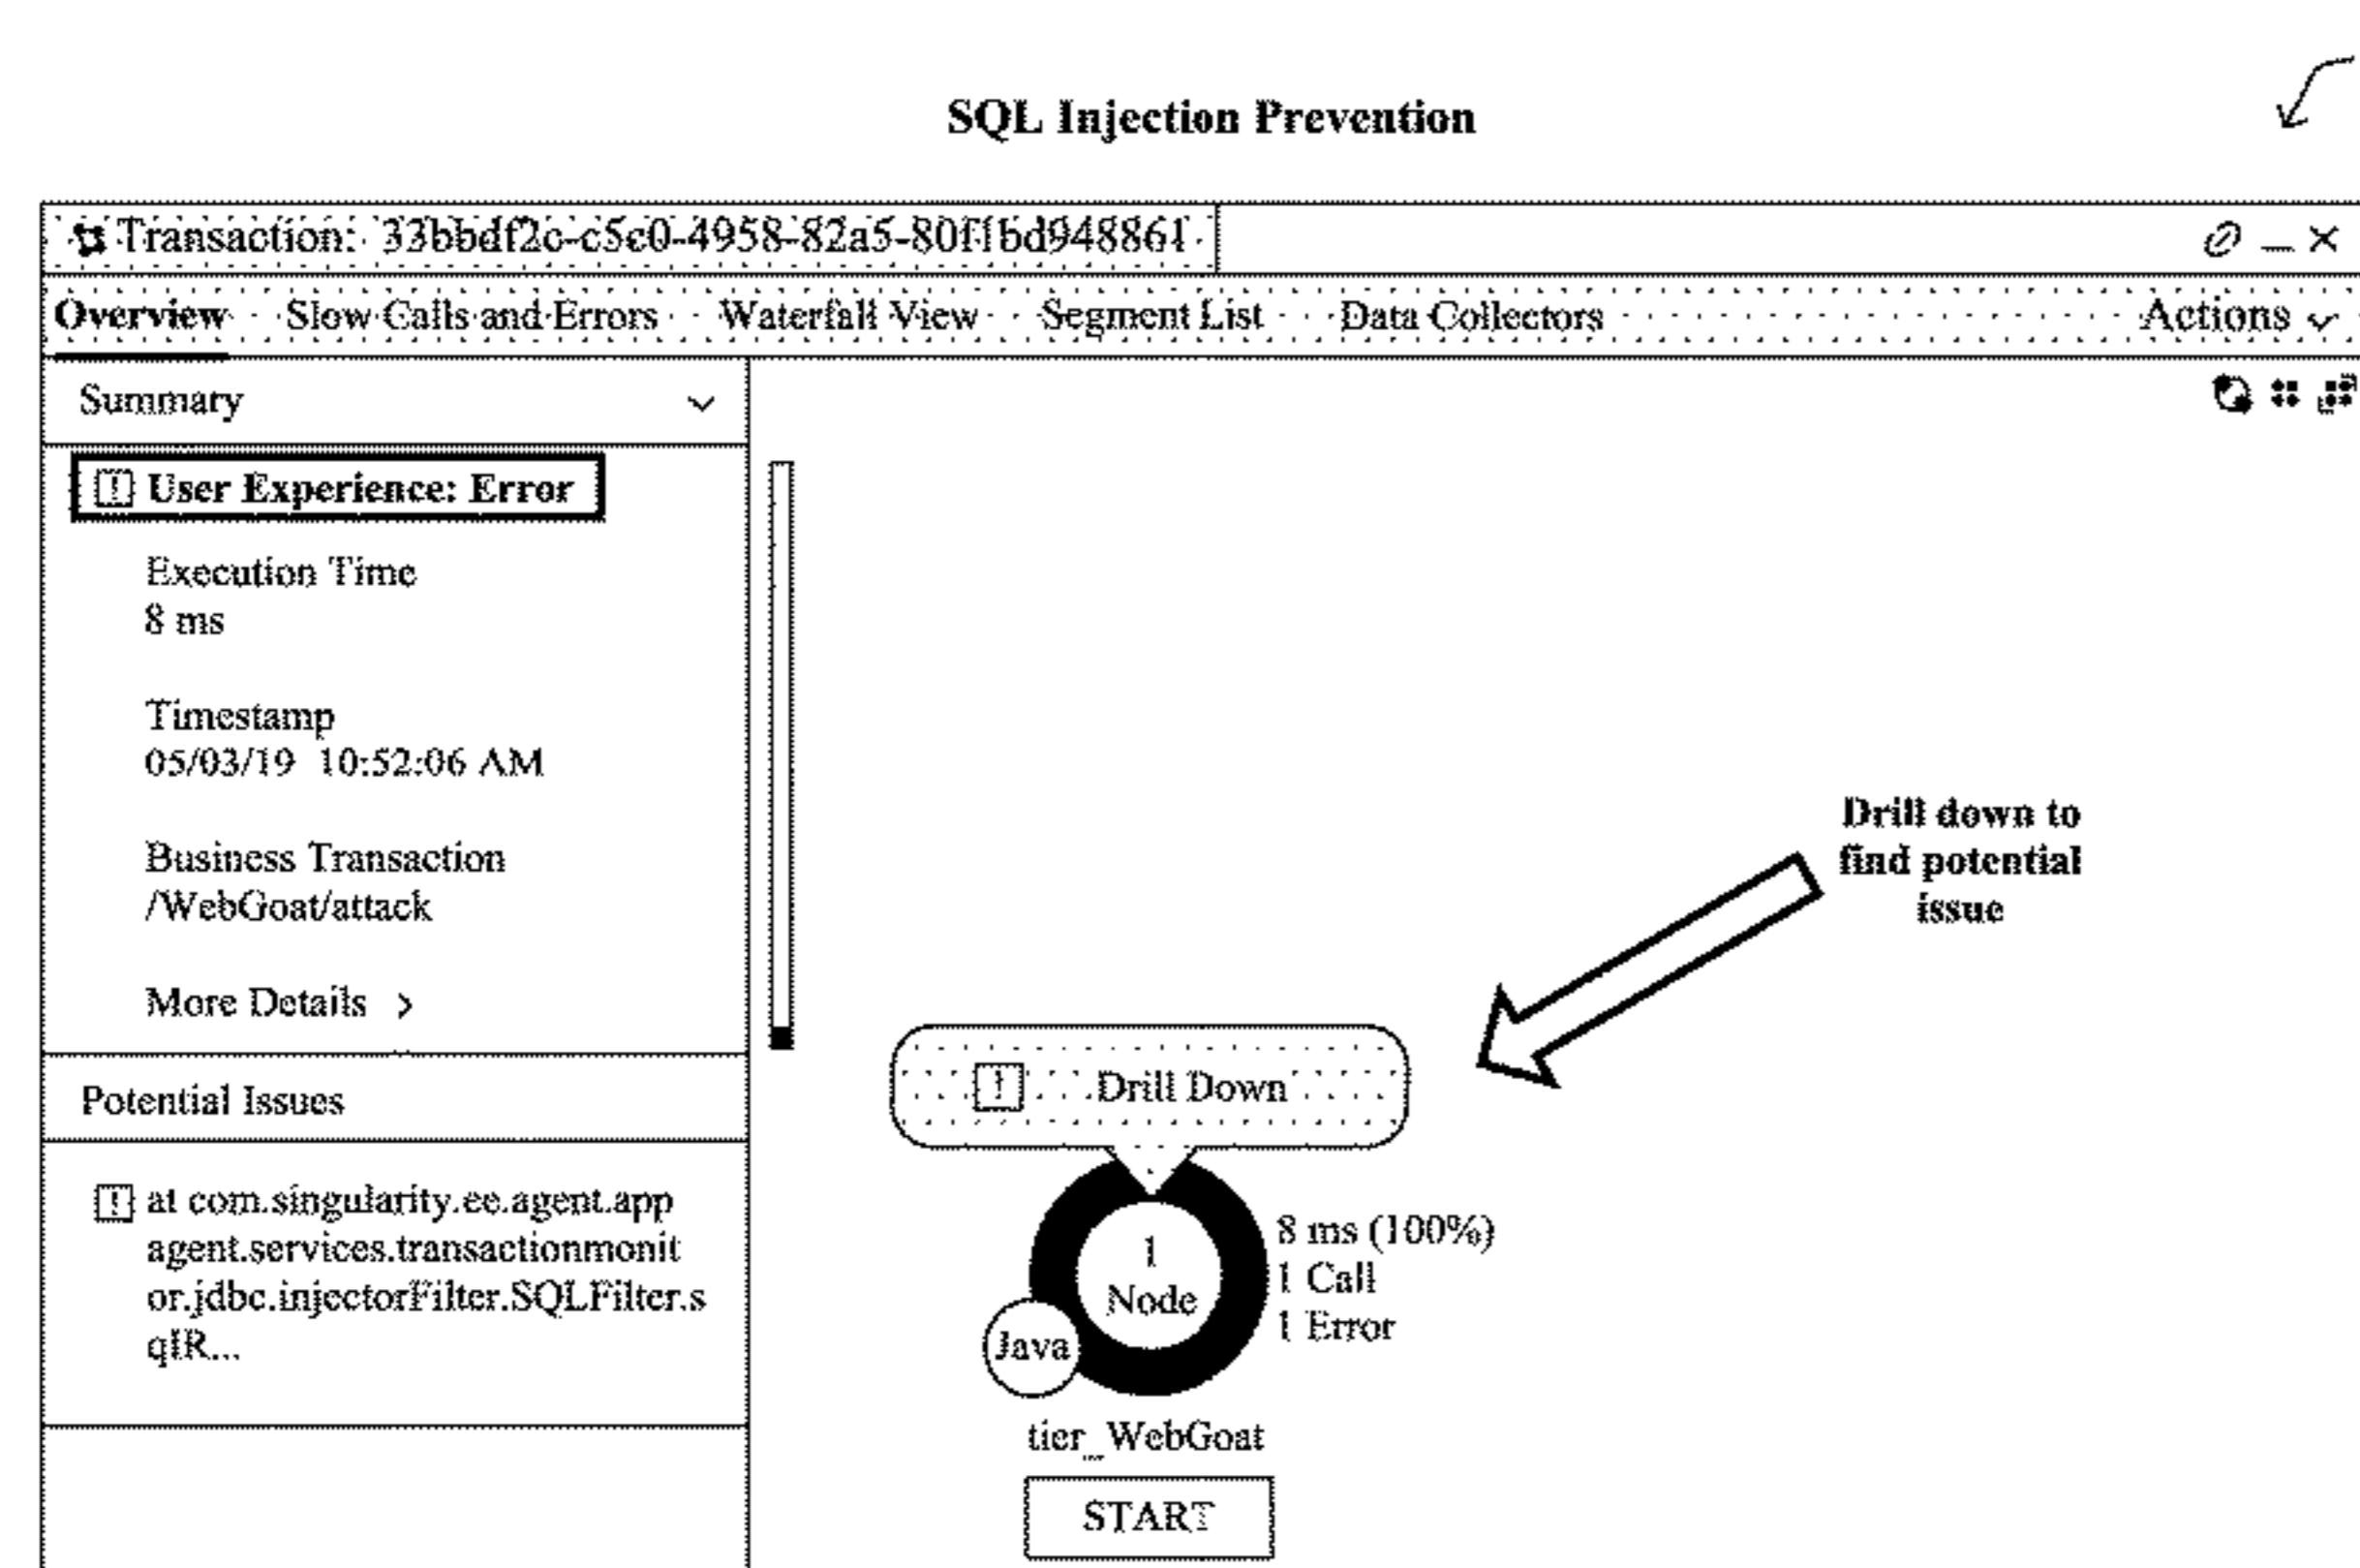 SQL Injection Prevention
Transaction: 33bbdf2c-c5c0-4958-82a5-80f1bd948861
Overview Slow Calls and Errors Waterfall View Segment List Data Collectors Actions
Summary
! User Experience: Error
Execution Time
8 ms
Timestamp
05/03/19 10:52:06 AM
Business Transaction
/WebGoat/attack
More Details >
Potential Issues
! at com.singularity.ee.agent.app
agent.services.transactionmonit
or.jdbc.injectorFilter.SQLFilter.s
qlR...
Drill down to
find potential
issue
! Drill Down
1
Node
Java
8 ms (100%)
1 Call
1 Error
tier_WebGoat
START